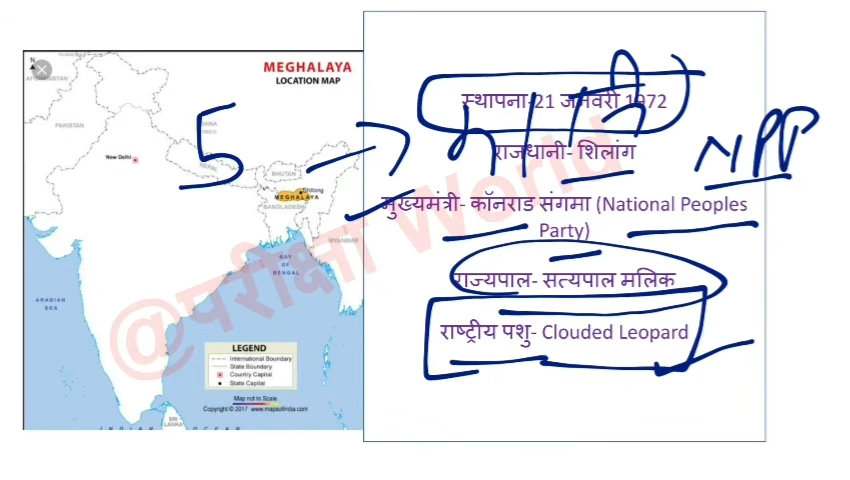 MEGHALAYA
LOCATION MAP
N
AFGHANISTAN
PAKISTAN
CHINA
(TIBET)
New Delhi
NEPAL
BHUTAN
Shillong
MEGHALAYA
BANGLADESH
MYANMAR
BAY
OF
BENGAL
ARABIAN
SEA
LEGEND
International Boundary
State Boundary
Country Capital
State Capital
Map not to Scale
Copyright © 2017 www.mapsofindia.com
SRI
LANKA
INDIAN OCEAN
5
स्थापना-21 जनवरी 1972
राजधानी- शिलांग
NPP
मुख्यमंत्री- कॉनराड संगमा (National Peoples
Party)
राज्यपाल- सत्यपाल मलिक
राष्ट्रीय पशु- Clouded Leopard
@परीक्षा World